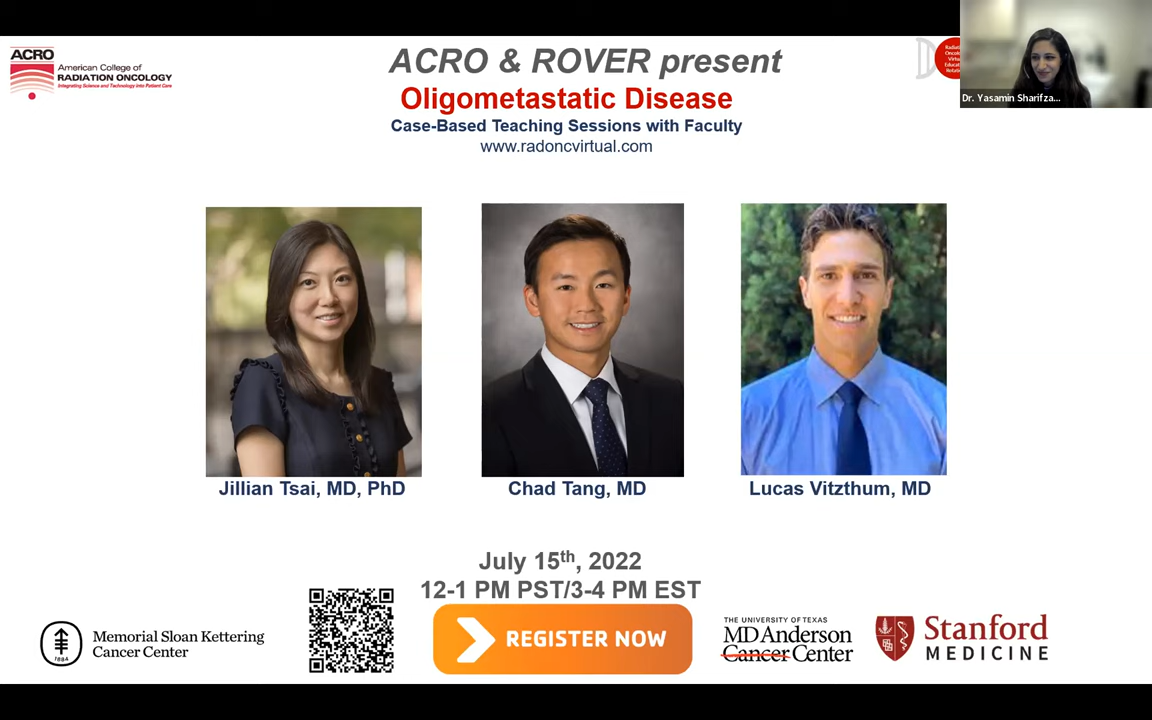 ACRO
American College of
RADIATION ONCOLOGY
Integrating Science and Technology into Patient Care
ACRO & ROVER present
Oligometastatic Disease
Case-Based Teaching Sessions with Faculty
www.radoncvirtual.com
Dr. Yasamin Sharifza...
Jillian Tsai, MD, PhD
Chad Tang, MD
Lucas Vitzthum, MD
July 15th, 2022
12-1 PM PST/3-4 PM EST
REGISTER NOW
1884
Memorial Sloan Kettering
Cancer Center
THE UNIVERSITY OF TEXAS
MD Anderson
Cancer Center
Stanford
MEDICINE